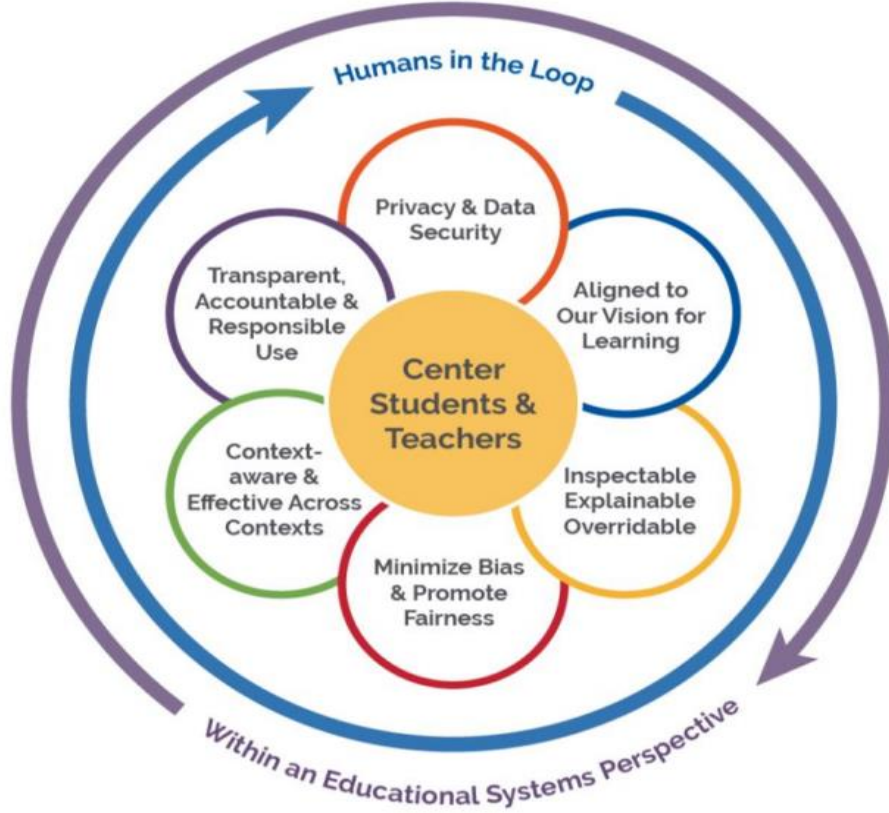 Humans in the Loop
Privacy & Data
Security
Aligned to
Our Vision for
Learning
Inspectable
Explainable
Overridable
Minimize Bias
& Promote
Fairness
Context-
aware &
Effective Across
Contexts
Transparent,
Accountable &
Responsible
Use
Center
Students &
Teachers
Within an Educational Systems Perspective